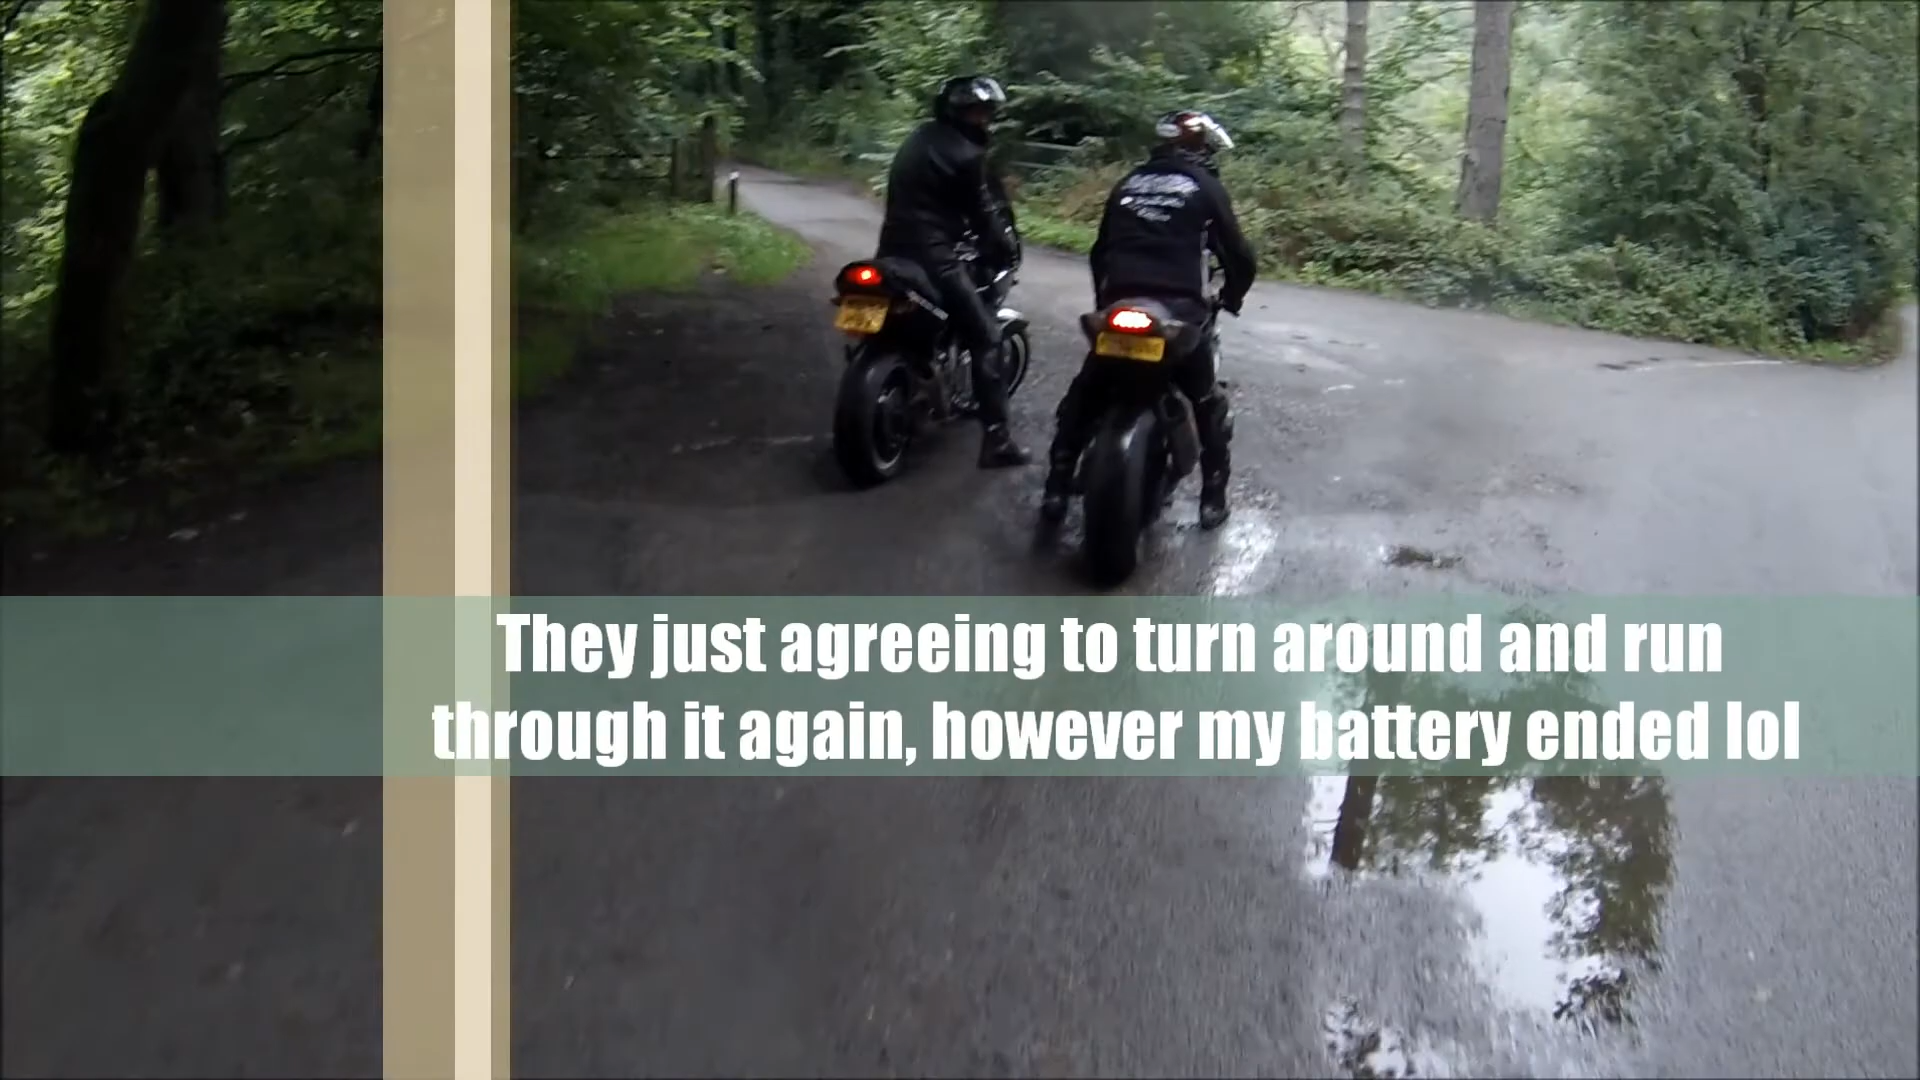 They just agreeing to turn around and run
through it again, however my battery ended lol